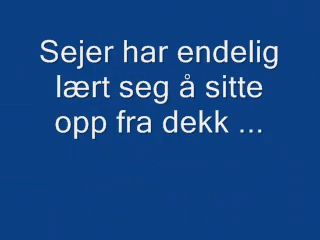 Sejer har endelig
lært seg å sitte
opp fra dekk ...